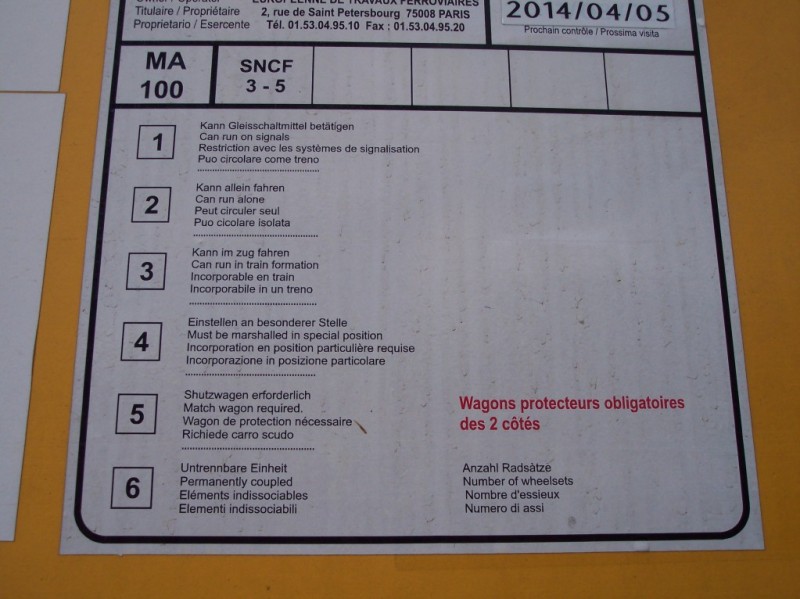 Titulaire / Propriétaire
Proprietario / Esercente
EUROPEENNE DE TRAVAUX FERROVIAIRES
2, rue de Saint Petersbourg 75008 PARIS
Tél. 01.53.04.95.10 Fax : 01.53.04.95.20
2014/04/05
Prochain contrôle / Prossima visita
MA
100
SNCF
3 - 5
1
Kann Gleisschaltmittel betätigen
Can run on signals
Restriction avec les systèmes de signalisation
Puo circolare come treno
2
Kann allein fahren
Can run alone
Peut circuler seul
Puo cicolare isolata
3
Kann im zug fahren
Can run in train formation
Incorporable en train
Incorporabile in un treno
4
Einstellen an besonderer Stelle
Must be marshalled in special position
Incorporation en position particulière requise
Incorporazione in posizione particolare
5
Shutzwagen erforderlich
Match wagon required.
Wagon de protection nécessaire
Richiede carro scudo
Wagons protecteurs obligatoires
des 2 côtés
6
Untrennbare Einheit
Permanently coupled
Eléments indissociables
Elementi indissociabili
Anzahl Radsàtze
Number of wheelsets
Nombre d'essieux
Numero di assi